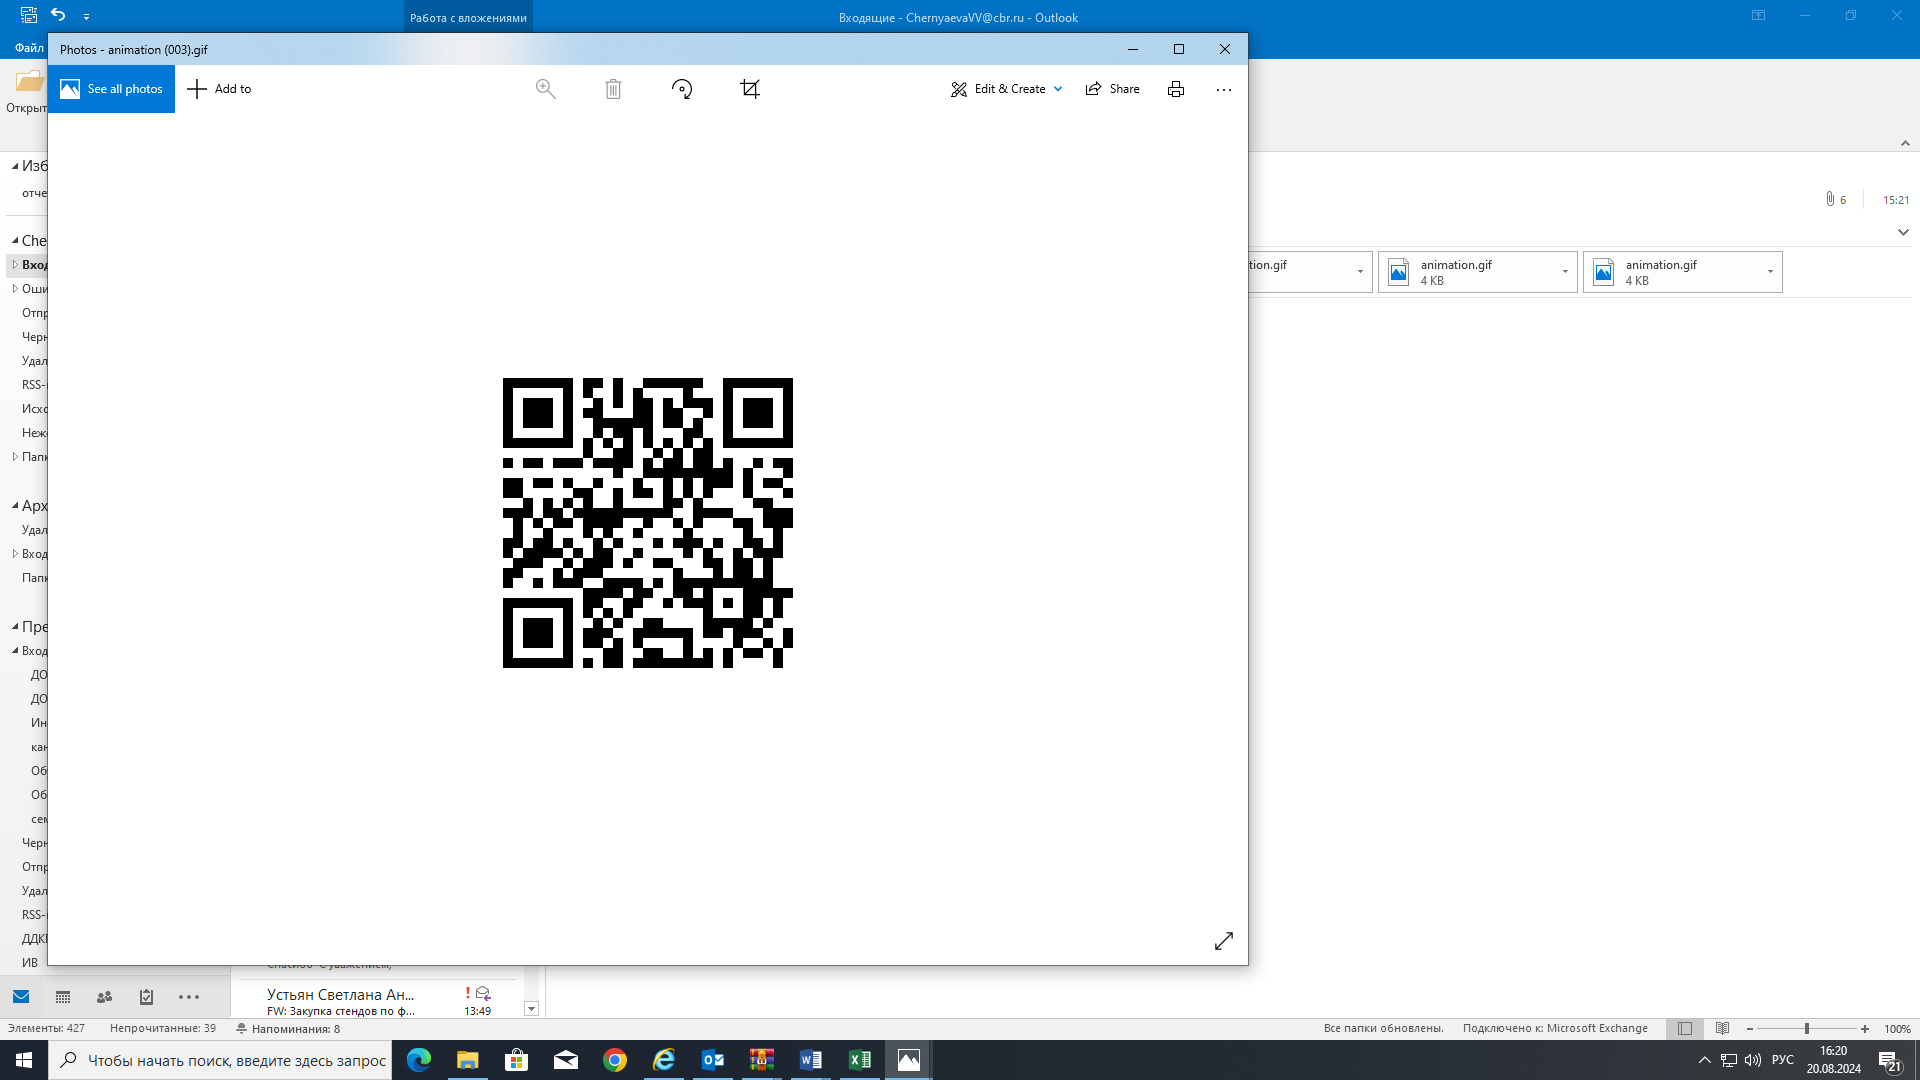 Работа с вложениями
Входящие - ChernyaevaVV@cbr.ru - Outlook
Файл
Photos - animation (003).gif
See all photos
Add to
Edit & Create
Share
Открыт
Изб
отче
6
15:21
Che
tion.gif
animation.gif
4 KB
animation.gif
4 KB
Вход
Оши
Отпр
Черн
Удал
RSS-
Исхо
Неже
Папк
Арх
Удал
Вход
Папк
Пре
Вход
ДО
ДО
Ин
кан
Об
Об
сем
Черн
Отпр
Удал
RSS-
ДДКІ
ИВ
Устьян Светлана Ан...
FW: Закупка стендов по ф...
13:49
Элементы: 427
Непрочитанные: 39
Напоминания: 8
Все папки обновлены.
Подключено к: Microsoft Exchange
100%
Чтобы начать поиск, введите здесь запрос
РУС
16:20
20.08.2024
21